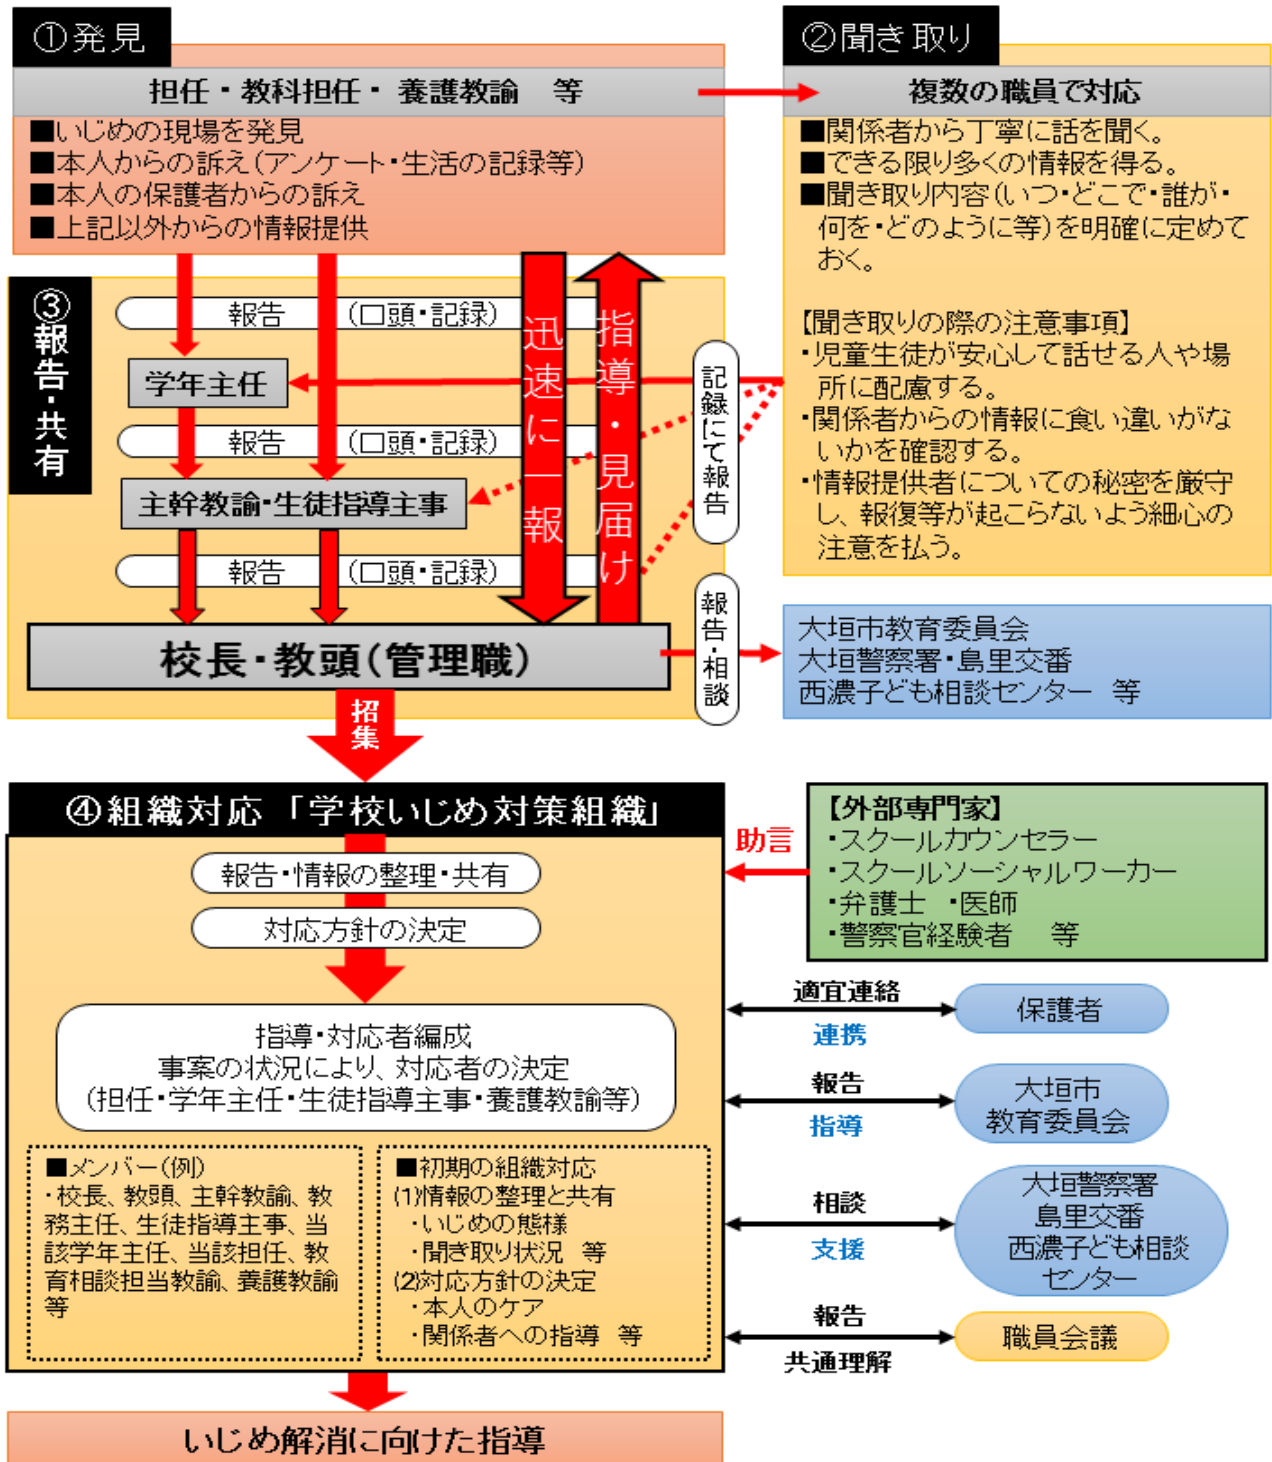 ①発見
担任・教科担任・養護教諭　等
■いじめの現場を発見
■本人からの訴え(アンケート・生活の記録等)
■本人の保護者からの訴え
■上記以外からの情報提供
②聞き取り
複数の職員で対応
■関係者から丁寧に話を聞く。
■できる限り多くの情報を得る。
■聞き取り内容(いつ・どこで・誰が・
何を・どのように等)を明確に定めて
おく。
【聞き取りの際の注意事項】
・児童生徒が安心して話せる人や場
所に配慮する。
・関係者からの情報に食い違いがな
いかを確認する。
・情報提供者についての秘密を厳守
し、報復等が起こらないよう細心の
注意を払う。
③報告・共有
報告　(口頭・記録)
学年主任
報告　(口頭・記録)
主幹教諭・生徒指導主事
報告　(口頭・記録)
迅速に一報
指導・見届け
記録にて報告
校長・教頭(管理職)
報告・相談
大垣市教育委員会
大垣警察署・島里交番
西濃子ども相談センター　等
招集
④組織対応「学校いじめ対策組織」
報告・情報の整理・共有
対応方針の決定
指導・対応者編成
事案の状況により、対応者の決定
(担任・学年主任・生徒指導主事・養護教諭等)
■メンバー(例)
・校長、教頭、主幹教諭、教
務主任、生徒指導主事、当
該学年主任、当該担任、教
育相談担当教諭、養護教諭
等
■初期の組織対応
(1)情報の整理と共有
・いじめの態様
・聞き取り状況　等
(2)対応方針の決定
・本人のケア
・関係者への指導　等
助言
【外部専門家】
・スクールカウンセラー
・スクールソーシャルワーカー
・弁護士　・医師
・警察官経験者　等
適宜連絡
連携
保護者
報告
指導
大垣市
教育委員会
相談
支援
大垣警察署
島里交番
西濃子ども相談
センター
報告
共通理解
職員会議
いじめ解消に向けた指導